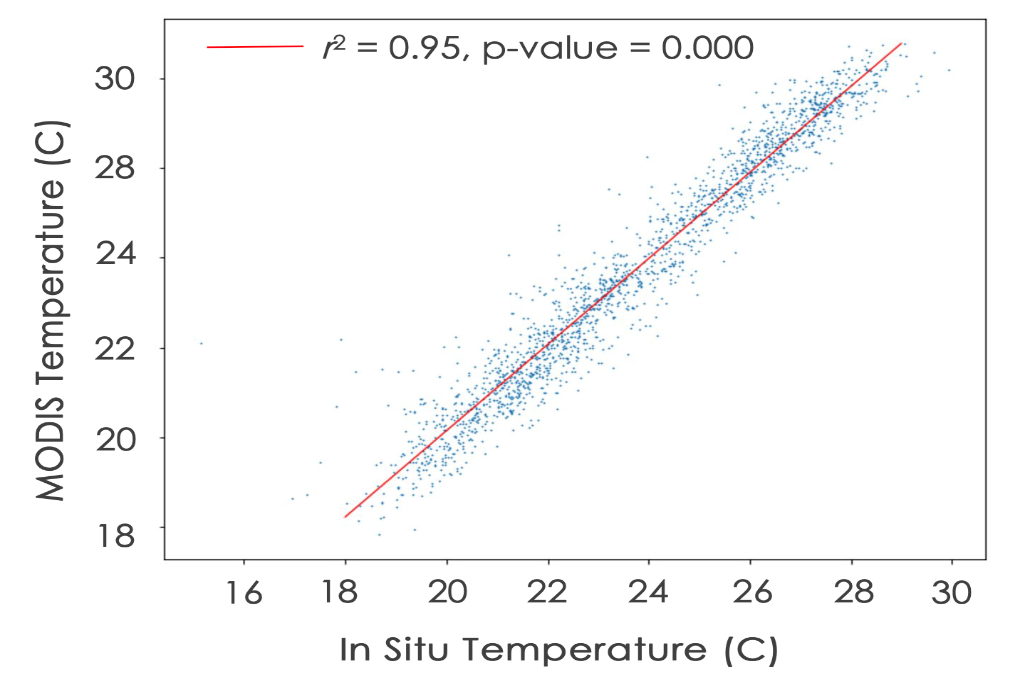 r² = 0.95, p-value = 0.000
MODIS Temperature (C)
30
28
24
22
20
18
16 18 20 22 24 26 28 30
In Situ Temperature (C)